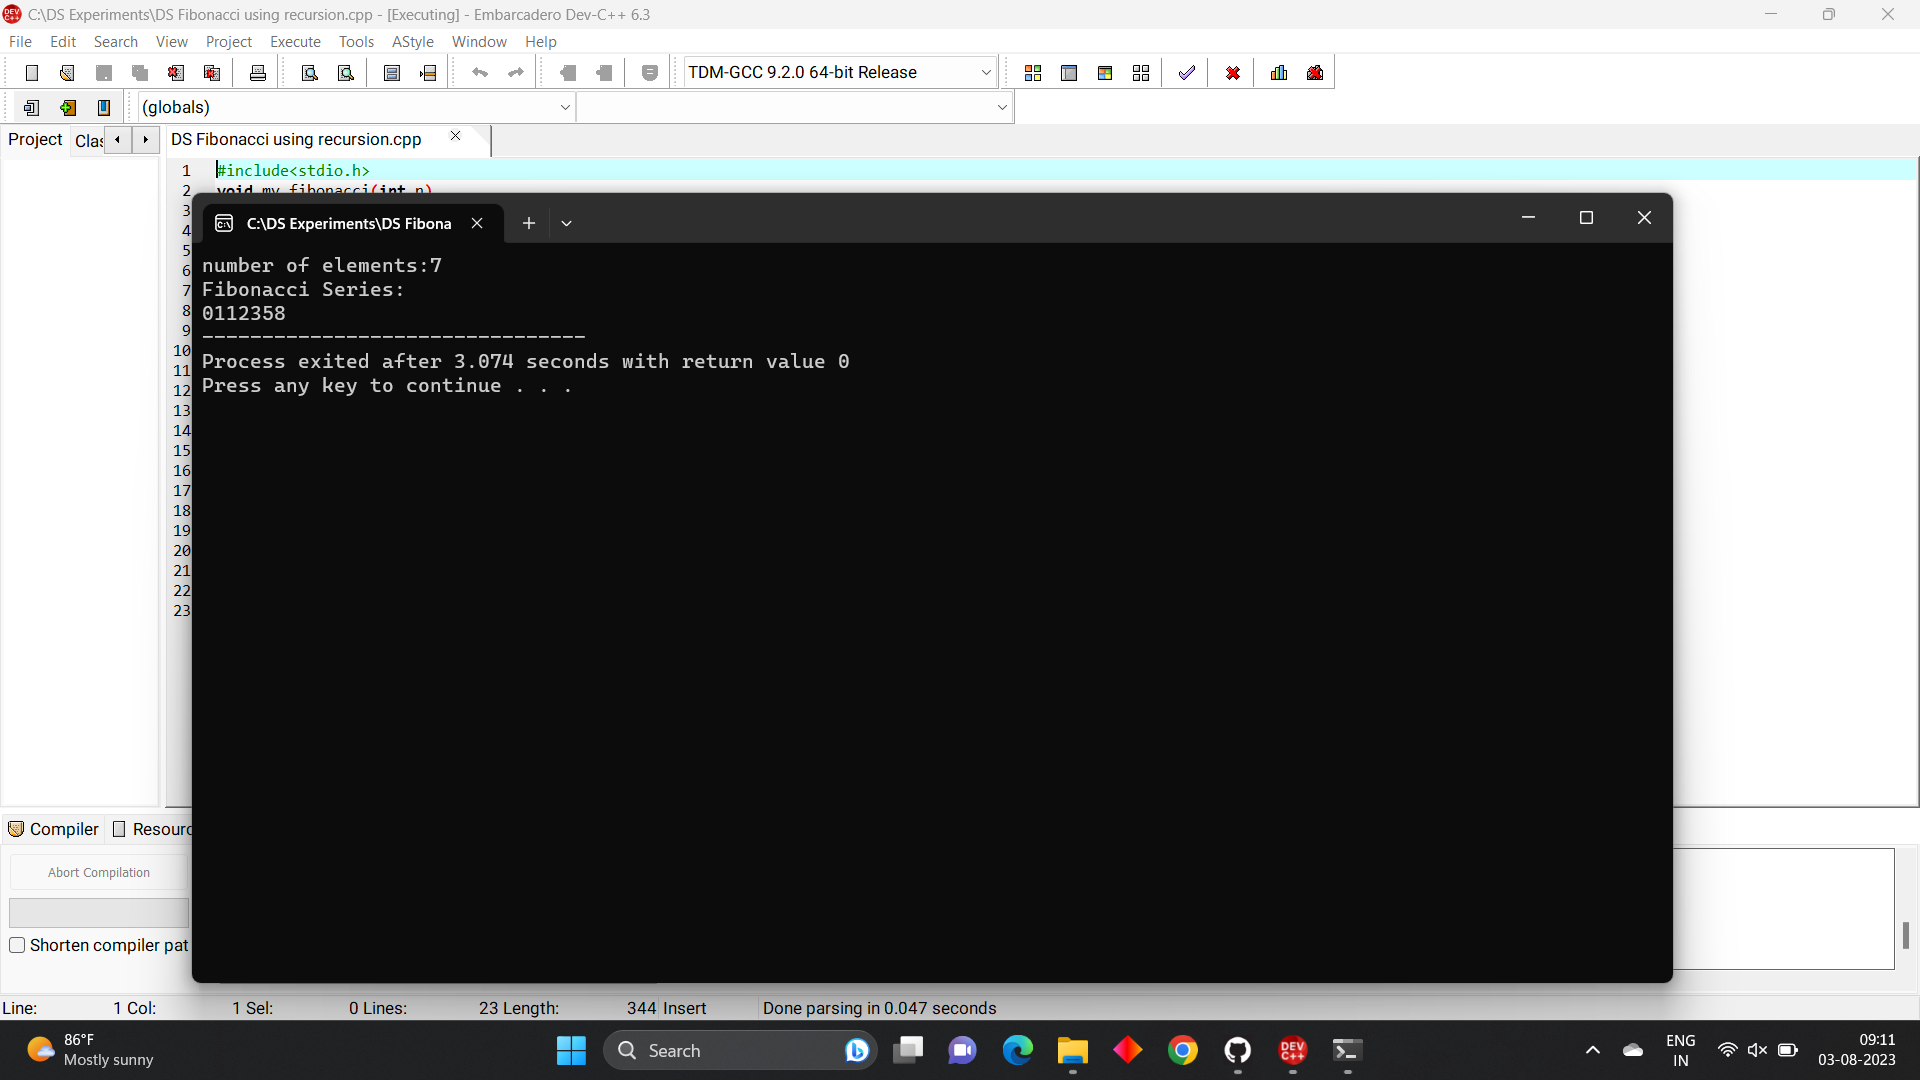 C:\DS Experiments\DS Fibonacci using recursion.cpp - [Executing] - Embarcadero Dev-C++ 6.3
File Edit Search View Project Execute Tools AStyle Window Help
TDM-GCC 9.2.0 64-bit Release
(globals)
Project Clas DS Fibonacci using recursion.cpp
1 #include<stdio.h>
2 void my_fibonacci(int n)
3
4
5
6
7
8
9
10
11
12
13
14
15
16
17
18
19
20
21
22
23
C:\DS Experiments\DS Fibona
number of elements:7
Fibonacci Series:
0112358
--------------------------------
Process exited after 3.074 seconds with return value 0
Press any key to continue . . .
Compiler Resourc
Abort Compilation
Shorten compiler pat
Line: 1 Col: 1 Sel: 0 Lines: 23 Length: 344 Insert Done parsing in 0.047 seconds
86°F
Mostly sunny
Search
DEV C++
ENG
IN
09:11
03-08-2023